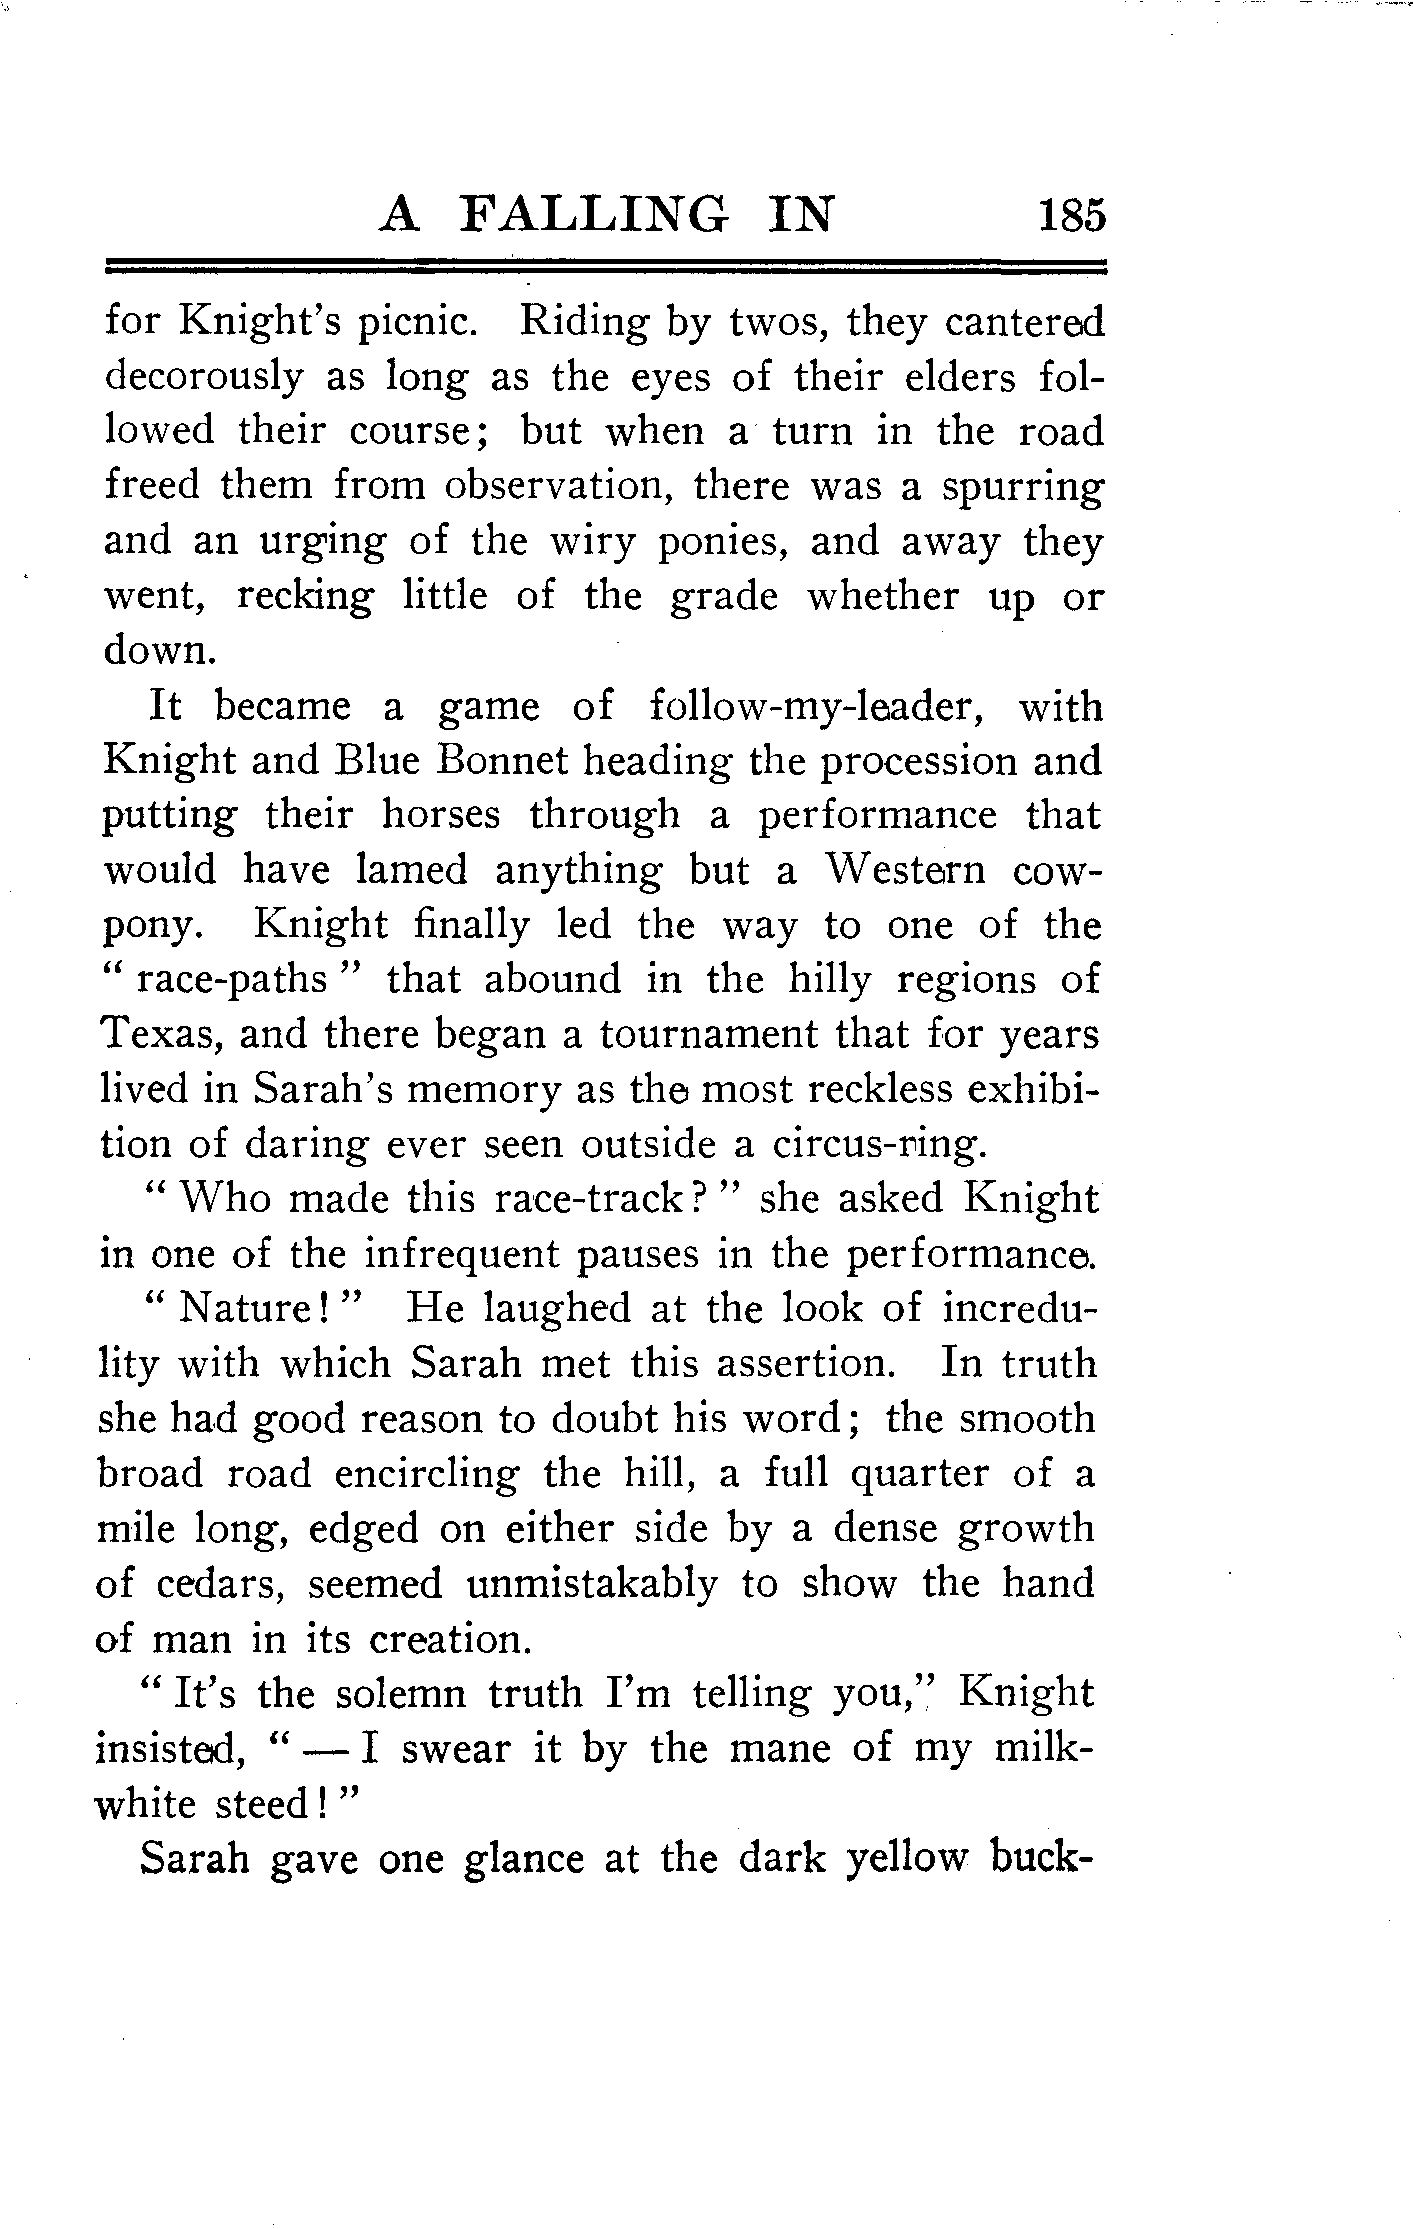 A FALLING IN 185
for Knight's picnic. Riding by twos, they cantered
decorously as long as the eyes of their elders fol-
lowed their course; but when a turn in the road
freed them from observation, there was a spurring
and an urging of the wiry ponies, and away they
went, recking little of the grade whether up or
down.
It became a game of follow-my-leader, with
Knight and Blue Bonnet heading the procession and
putting their horses through a performance that
would have lamed anything but a Western cow-
pony. Knight finally led the way to one of the
" race-paths " that abound in the hilly regions of
Texas, and there began a tournament that for years
lived in Sarah's memory as the most reckless exhibi-
tion of daring ever seen outside a circus-ring.
" Who made this race-track? " she asked Knight
in one of the infrequent pauses in the performance.
" Nature! " He laughed at the look of incredu-
lity with which Sarah met this assertion. In truth
she had good reason to doubt his word; the smooth
broad road encircling the hill, a full quarter of a
mile long, edged on either side by a dense growth
of cedars, seemed unmistakably to show the hand
of man in its creation.
" It's the solemn truth I'm telling you," Knight
insisted, " — I swear it by the mane of my milk-
white steed! "
Sarah gave one glance at the dark yellow buck-